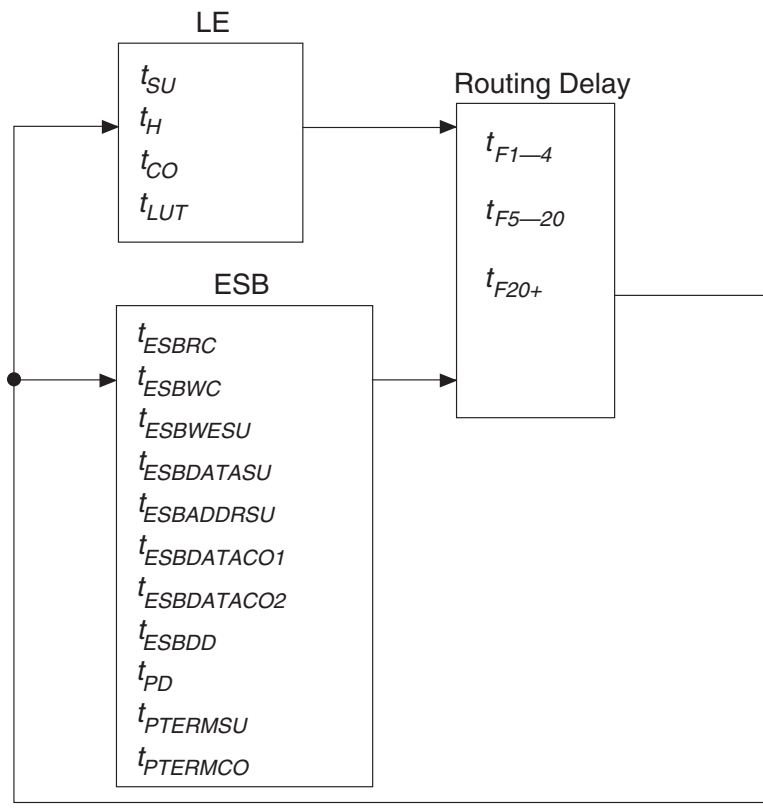 LE
tSU
tH
tCO
tLUT
Routing Delay
tF1—4
tF5—20
tF20+
ESB
tESBRC
tESBWC
tESBWESU
tESBDATASU
tESBADDRSU
tESBDATACO1
tESBDATACO2
tESBDD
tPD
tPTERMSU
tPTERMCO